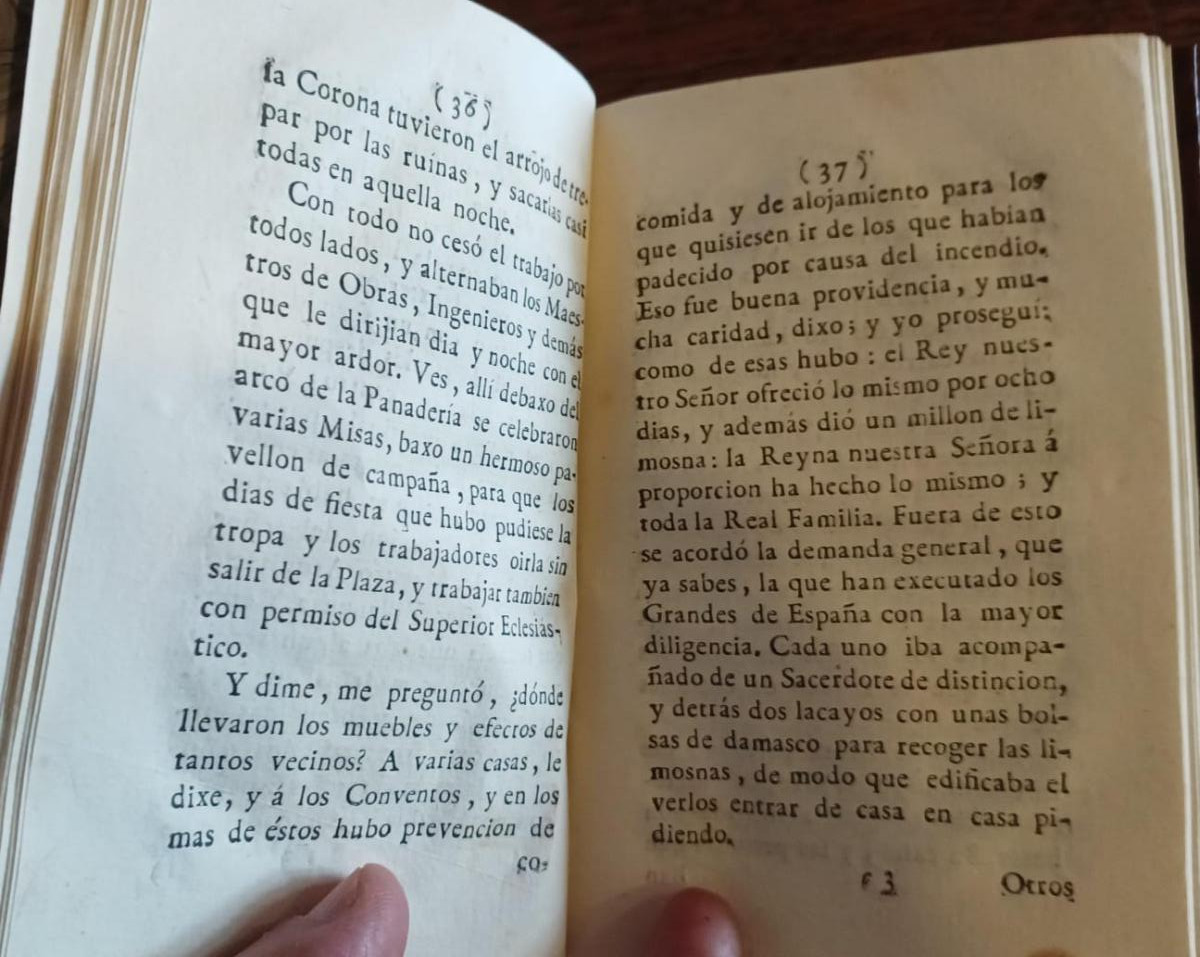 (36)
la Corona tuvieron el arrojo de tre-
par por las ruínas, y sacarlas casi
todas en aquella noche.
Con todo no cesó el trabajo por
todos lados, y alternaban los Maes-
tros de Obras, Ingenieros y demás
que le dirijian dia y noche con el
mayor ardor. Ves, allí debaxo del
arco de la Panadería se celebraron
varias Misas, baxo un hermoso pa-
vellon de campaña, para que los
dias de fiesta que hubo pudiese la
tropa y los trabajadores oirla sin
salir de la Plaza, y trabajar tambien
con permiso del Superior Eclesiás-
tico.
Y dime, me preguntó, ¿dónde
llevaron los muebles y efectos de
tantos vecinos? A varias casas, le
dixe, y á los Conventos, y en los
mas de éstos hubo prevencion de
co-
(37)
comida y de alojamiento para los
que quisiesen ir de los que habían
padecido por causa del incendio.
Eso fue buena providencia, y mu-
cha caridad, dixo; y yo proseguí:
como de esas hubo: el Rey nues-
tro Señor ofreció lo mismo por ocho
dias, y además dió un millon de li-
mosna: la Reyna nuestra Señora á
proporcion ha hecho lo mismo; y
toda la Real Familia. Fuera de esto
se acordó la demanda general, que
ya sabes, la que han executado los
Grandes de España con la mayor
diligencia. Cada uno iba acompa-
ñado de un Sacerdote de distincion,
y detrás dos lacayos con unas bol-
sas de damasco para recoger las li-
mosnas, de modo que edificaba el
verlos entrar de casa en casa pi-
diendo.
3 Otros